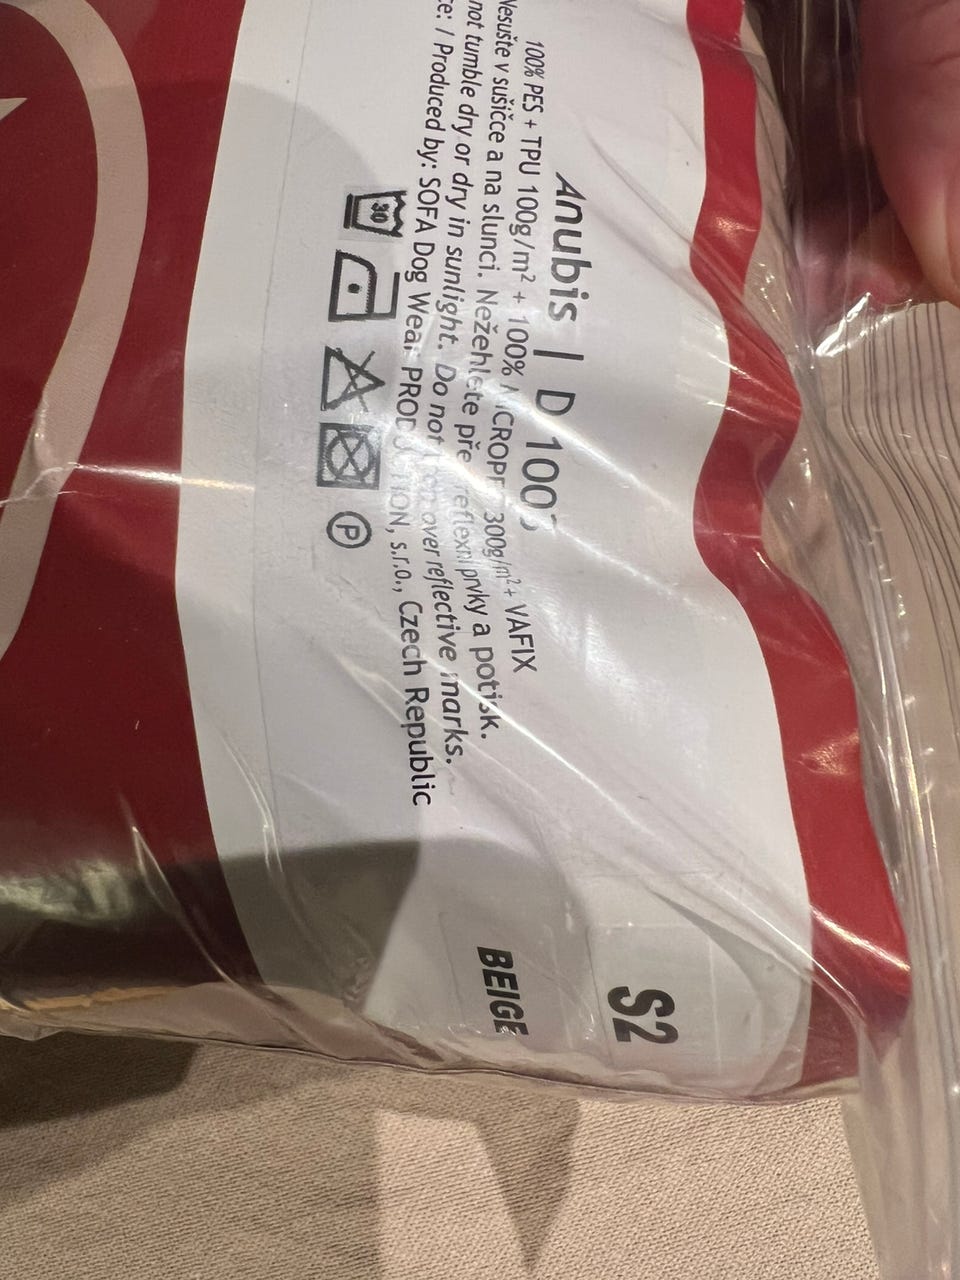 S2
Anubis | D 100
100% PES + TPU 100g/m² + 100% 300g/m²+ VAFIX
Nesušte v sušičce a na slunci. Nežehlete reflexní prvky a potisk.
not tumble dry or dry in sunlight. Do not over reflective marks.
/ Produced by: SOFA Dog Wear PRODUCTION, s.r.o., Czech Republic
BEIGE
30
P